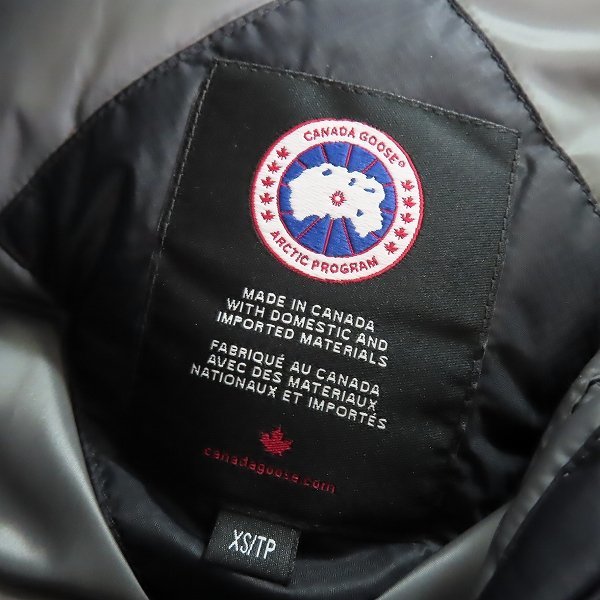 CANADA GOOSE®
ARCTIC PROGRAM
MADE IN CANADA
WITH DOMESTIC AND
IMPORTED MATERIALS
FABRIQUÉ AU CANADA
AVEC DES MATERIAUX
NATIONAUX ET IMPORTÉS
canadagoose.com
XS/TP